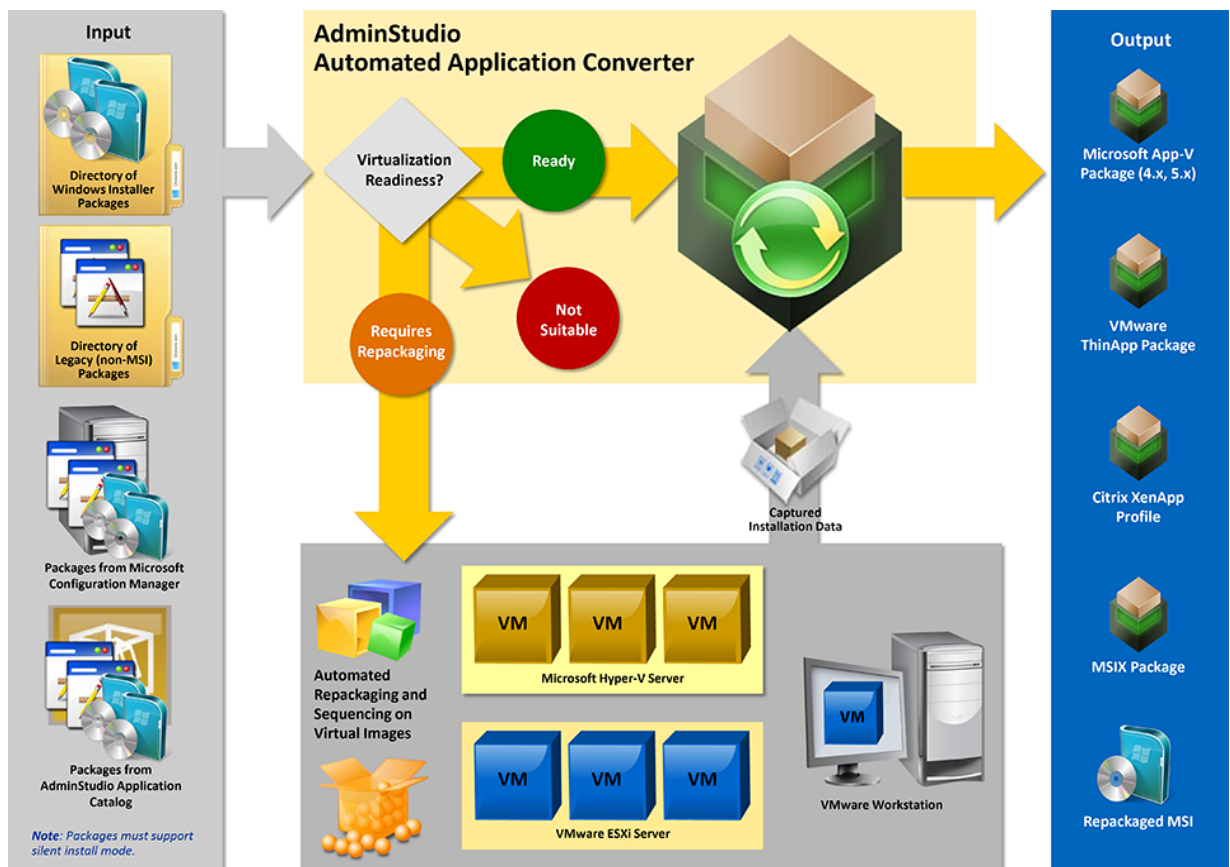 Input
Directory of
Windows Installer
Packages
Directory of
Legacy (non-MSI)
Packages
Packages from Microsoft
Configuration Manager
Packages from
AdminStudio Application
Catalog
Note: Packages must support
silent install mode.
AdminStudio
Automated Application Converter
Virtualization
Readiness?
Ready
Not
Suitable
Requires
Repackaging
Captured
Installation Data
Automated
Repackaging and
Sequencing on
Virtual Images
VM
VM
VM
Microsoft Hyper-V Server
VM
VM
VM
VMware ESXi Server
VM
VMware Workstation
Output
Microsoft App-V
Package (4.x, 5.x)
VMware
ThinApp Package
Citrix XenApp
Profile
MSIX Package
Repackaged MSI